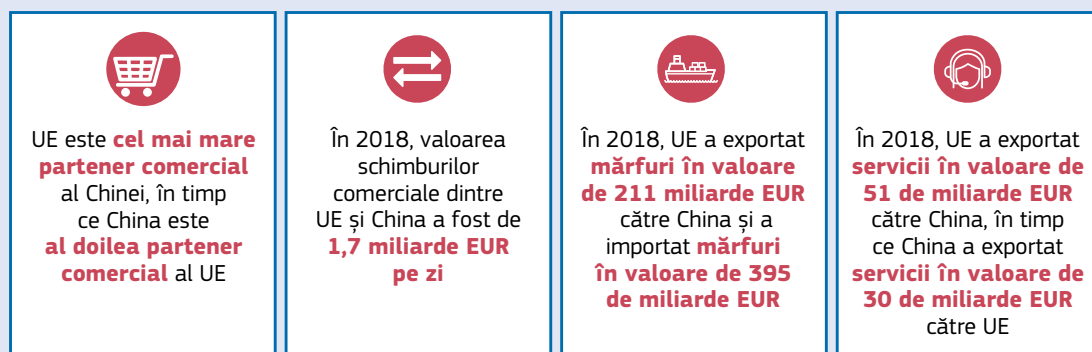 UE este cel mai mare
partener comercial
al Chinei, în timp
ce China este
al doilea partener
comercial al UE
În 2018, valoarea
schimburilor
comerciale dintre
UE și China a fost de
1,7 miliarde EUR
pe zi
În 2018, UE a exportat
mărfuri în valoare
de 211 miliarde EUR
către China și a
importat mărfuri
în valoare de 395
de miliarde EUR
În 2018, UE a exportat
servicii în valoare de
51 de miliarde EUR
către China, în timp
ce China a exportat
servicii în valoare de
30 de miliarde EUR
către UE